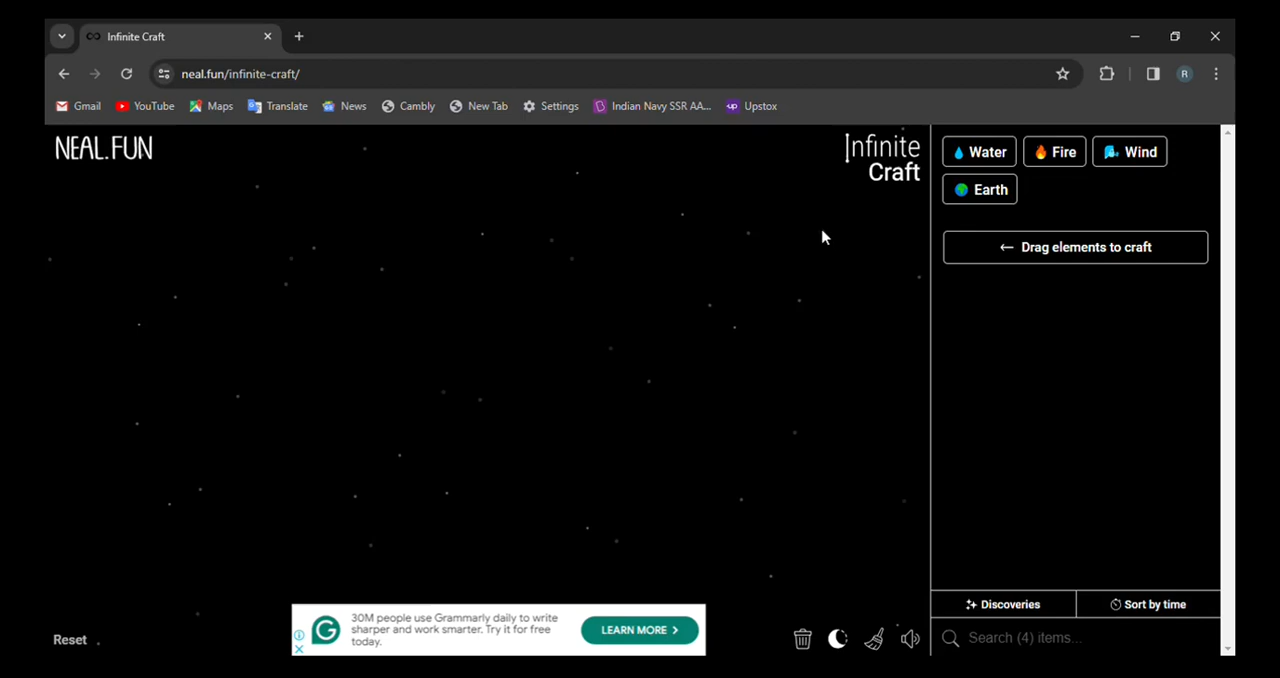 Infinite Craft
neal.fun/infinite-craft/
R
Gmail YouTube Maps Translate News Cambly New Tab Settings Indian Navy SSR AA... up Upstox
NEAL.FUN
Infinite
Craft
Water Fire Wind
Earth
← Drag elements to craft
30M people use Grammarly daily to write
sharper and work smarter. Try it for free
today.
LEARN MORE >
Reset
Discoveries Sort by time
Search (4) items...